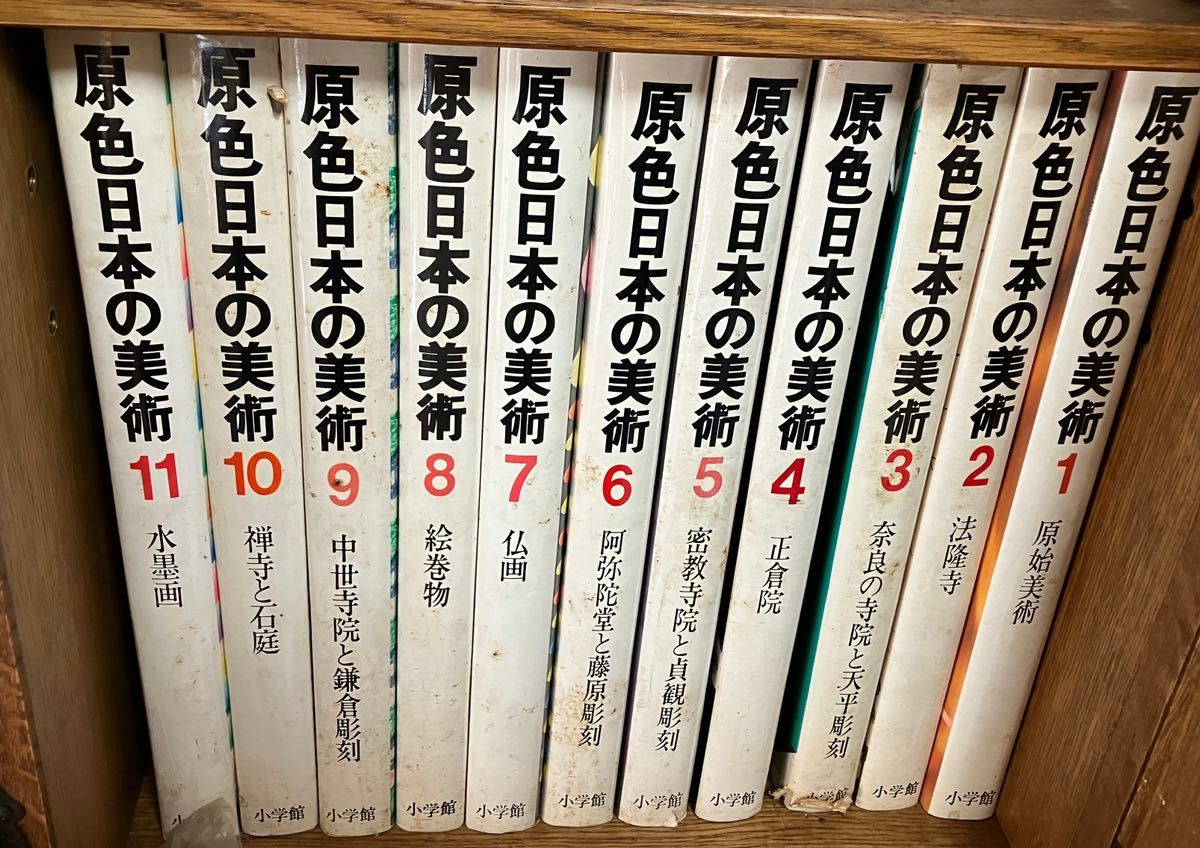 原色日本の美術 1
原始美術
小学館
原色日本の美術 2
法隆寺
小学館
原色日本の美術 3
奈良の寺院と天平彫刻
原色日本の美術 4
正倉院
小学館
原色日本の美術 5
密教寺院と貞観彫刻
小学館
原色日本の美術 6
阿弥陀堂と藤原彫刻
小学館
原色日本の美術 7
仏画
小学館
原色日本の美術 8
絵巻物
小学館
原色日本の美術 9
中世寺院と鎌倉彫刻
小学館
原色日本の美術 10
禅寺と石庭
小学館
原色日本の美術 11
水墨画